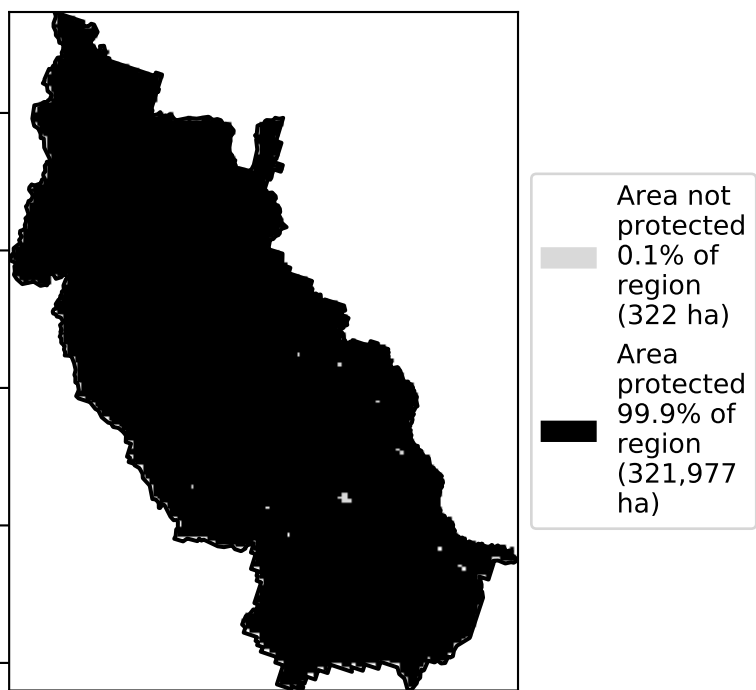 Area not
protected
0.1% of
region
(322 ha)
Area
protected
99.9% of
region
(321,977
ha)